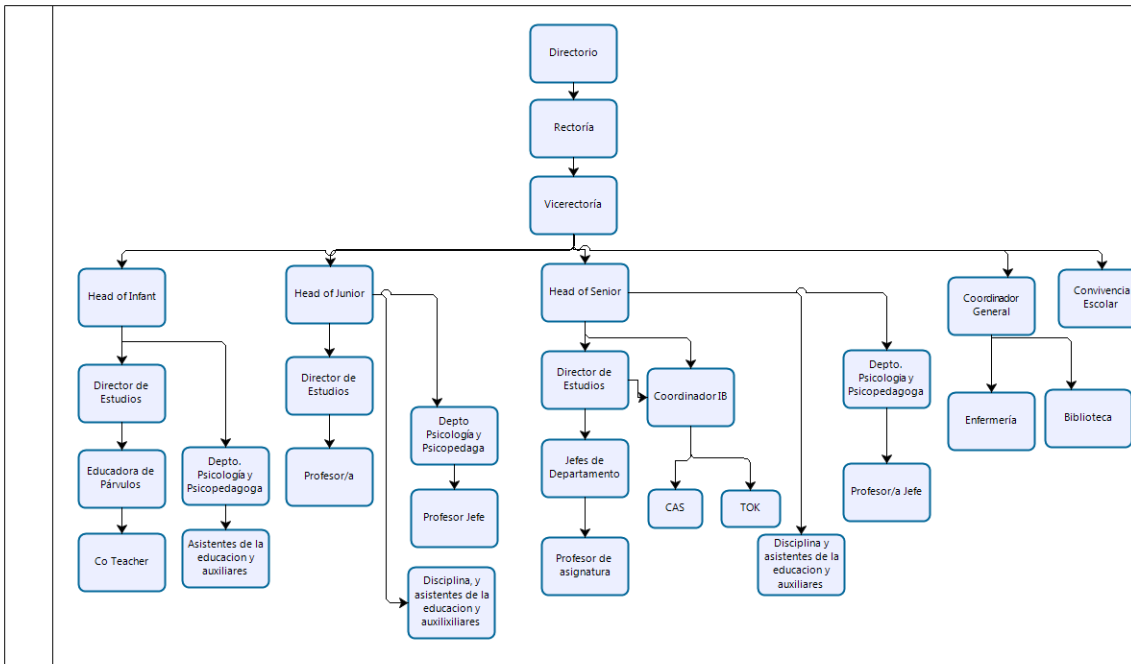 Directorio
Rectoría
Vicerectoría
Head of Infant
Head of Junior
Head of Senior
Coordinador
General
Convivencia
Escolar
Director de
Estudios
Director de
Estudios
Director de
Estudios
Coordinador IB
Depto.
Psicologia y
Psicopedagoga
Enfermería
Biblioteca
Depto
Psicología y
Psicopedaga
Educadora de
Párvulos
Depto.
Psicología y
Psicopedagoga
Profesor/a
Jefes de
Departamento
Profesor/a Jefe
CAS
TOK
Profesor Jefe
Co Teacher
Asistentes de la
educacion y
auxiliares
Profesor de
asignatura
Disciplina y
asistentes de la
educacion y
auxiliares
Disciplina, y
asistentes de la
educacion y
auxilixiliares